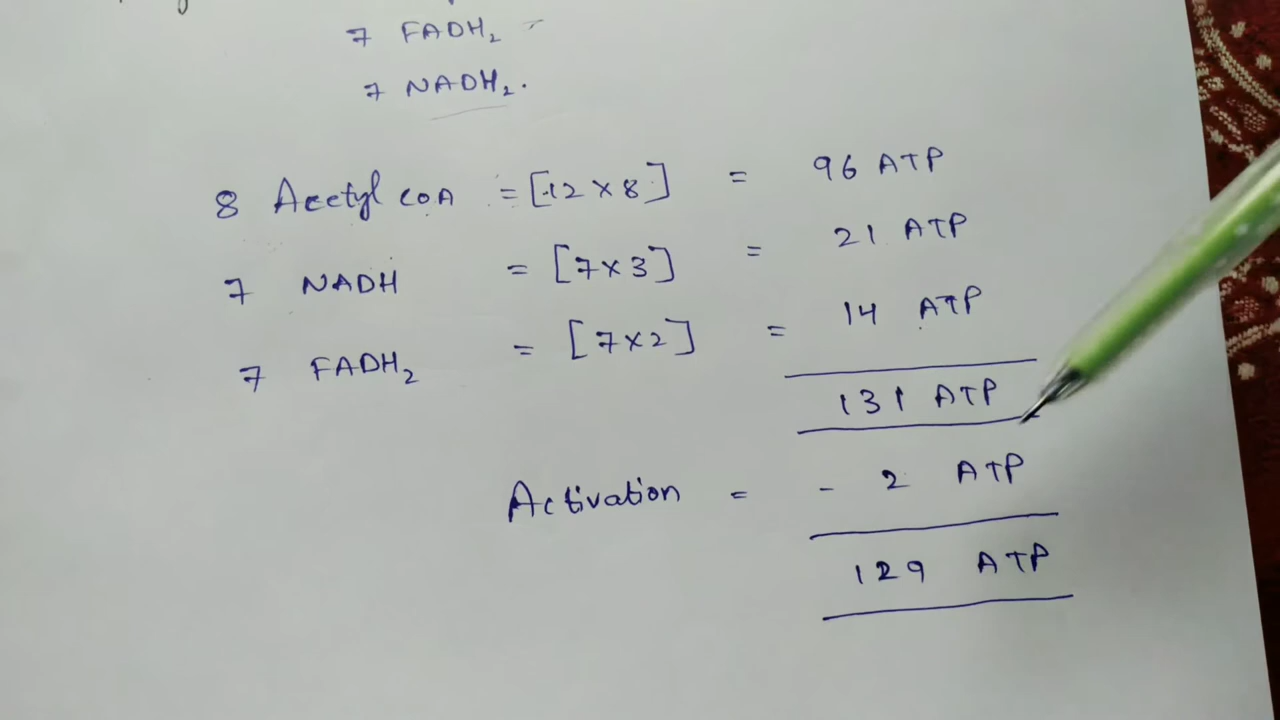 7 FADH₂
7 NADH₂.
8 Acetyl CoA = [12 × 8] = 96 ATP
7 NADH = [7×3] = 21 ATP
7 FADH₂ = [7×2] = 14 ATP
131 ATP
Activation = - 2 ATP
129 ATP